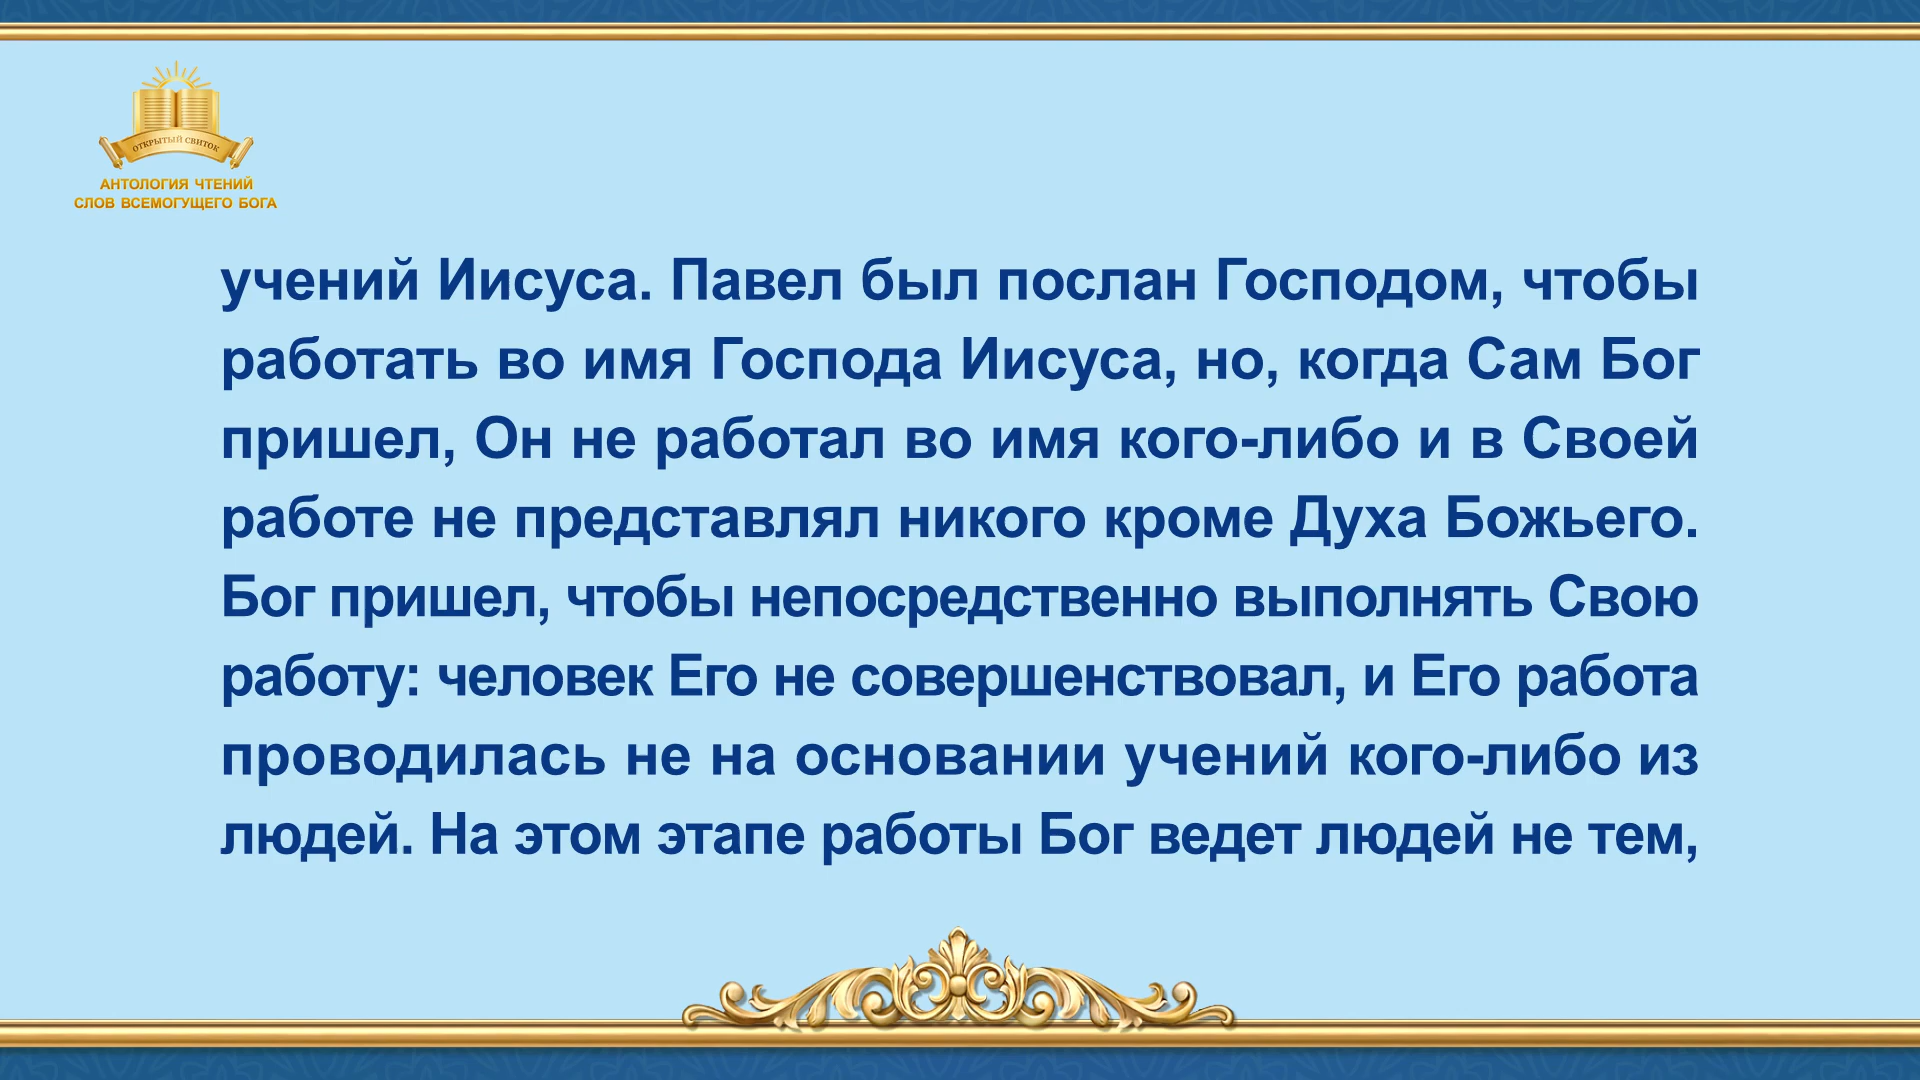 ОТКРЫТЫЙ СВИТОК
АНТОЛОГИЯ ЧТЕНИЙ
СЛОВ ВСЕМОГУЩЕГО БОГА
учений Иисуса. Павел был послан Господом, чтобы
работать во имя Господа Иисуса, но, когда Сам Бог
пришел, Он не работал во имя кого-либо и в Своей
работе не представлял никого кроме Духа Божьего.
Бог пришел, чтобы непосредственно выполнять Свою
работу: человек Его не совершенствовал, и Его работа
проводилась не на основании учений кого-либо из
людей. На этом этапе работы Бог ведет людей не тем,